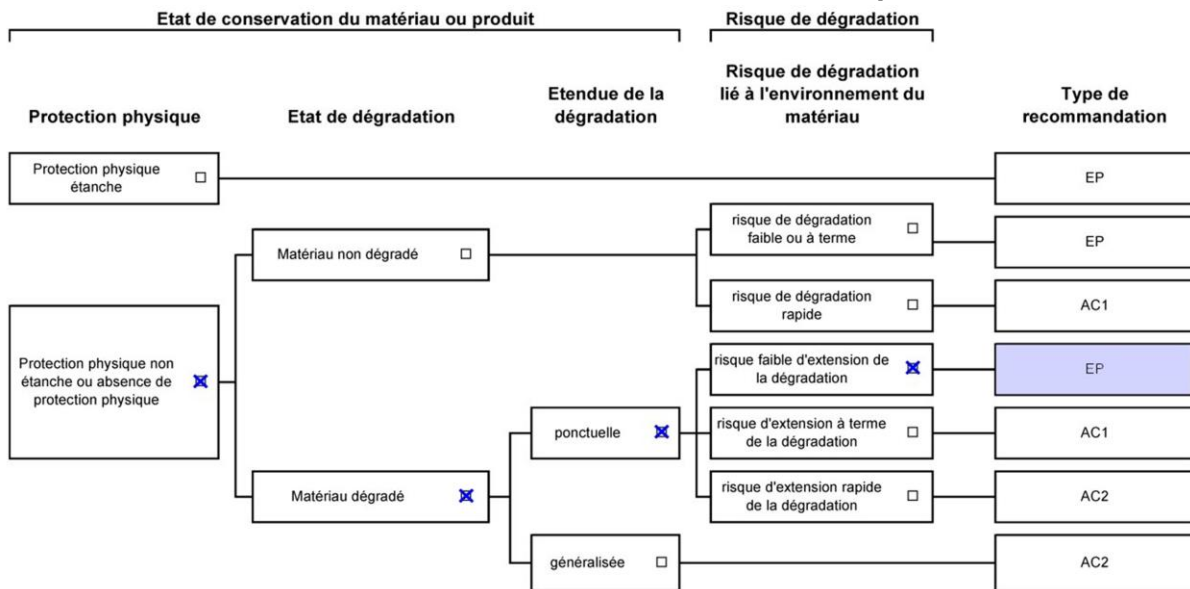 Etat de conservation du matériau ou produit
Risque de dégradation
Protection physique
Etat de dégradation
Etendue de la
dégradation
Risque de dégradation
lié à l'environnement du
matériau
Type de
recommandation
Protection physique
étanche
EP
Matériau non dégradé
risque de dégradation
faible ou à terme
EP
risque de dégradation
rapide
AC1
Protection physique non
étanche ou absence de
protection physique
risque faible d'extension de
la dégradation
EP
ponctuelle
risque d'extension à terme
de la dégradation
AC1
Matériau dégradé
risque d'extension rapide
de la dégradation
AC2
généralisée
AC2